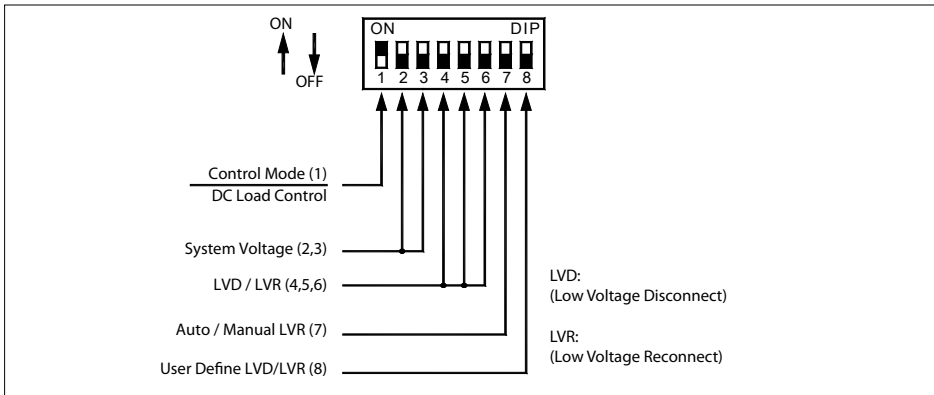 ON
OFF
ON DIP
1 2 3 4 5 6 7 8
Control Mode (1)
DC Load Control
System Voltage (2,3)
LVD / LVR (4,5,6)
Auto / Manual LVR (7)
User Define LVD/LVR (8)
LVD:
(Low Voltage Disconnect)
LVR:
(Low Voltage Reconnect)